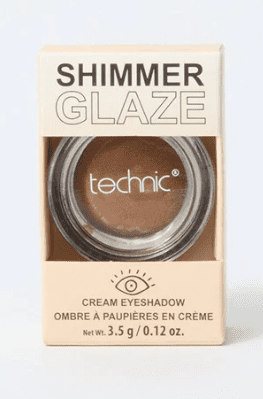 SHIMMER
GLAZE
technic®
CREAM EYESHADOW
OMBRE À PAUPIÈRES EN CRÈME
Net Wt. 3.5 g / 0.12 oz.